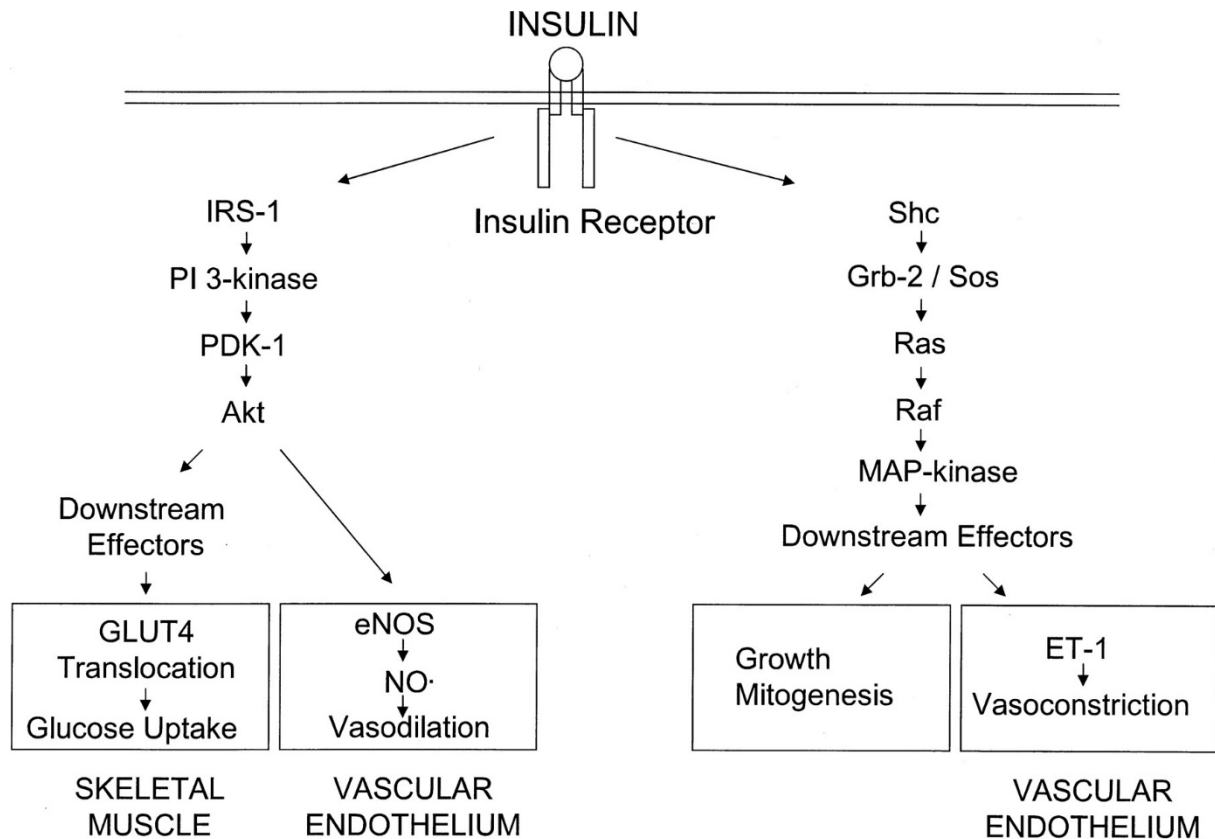 INSULIN
Insulin Receptor
IRS-1
PI 3-kinase
PDK-1
Akt
Downstream
Effectors
GLUT4
Translocation
Glucose Uptake
SKELETAL
MUSCLE
eNOS
NO·
Vasodilation
VASCULAR
ENDOTHELIUM
Shc
Grb-2 / Sos
Ras
Raf
MAP-kinase
Downstream Effectors
Growth
Mitogenesis
ET-1
Vasoconstriction
VASCULAR
ENDOTHELIUM